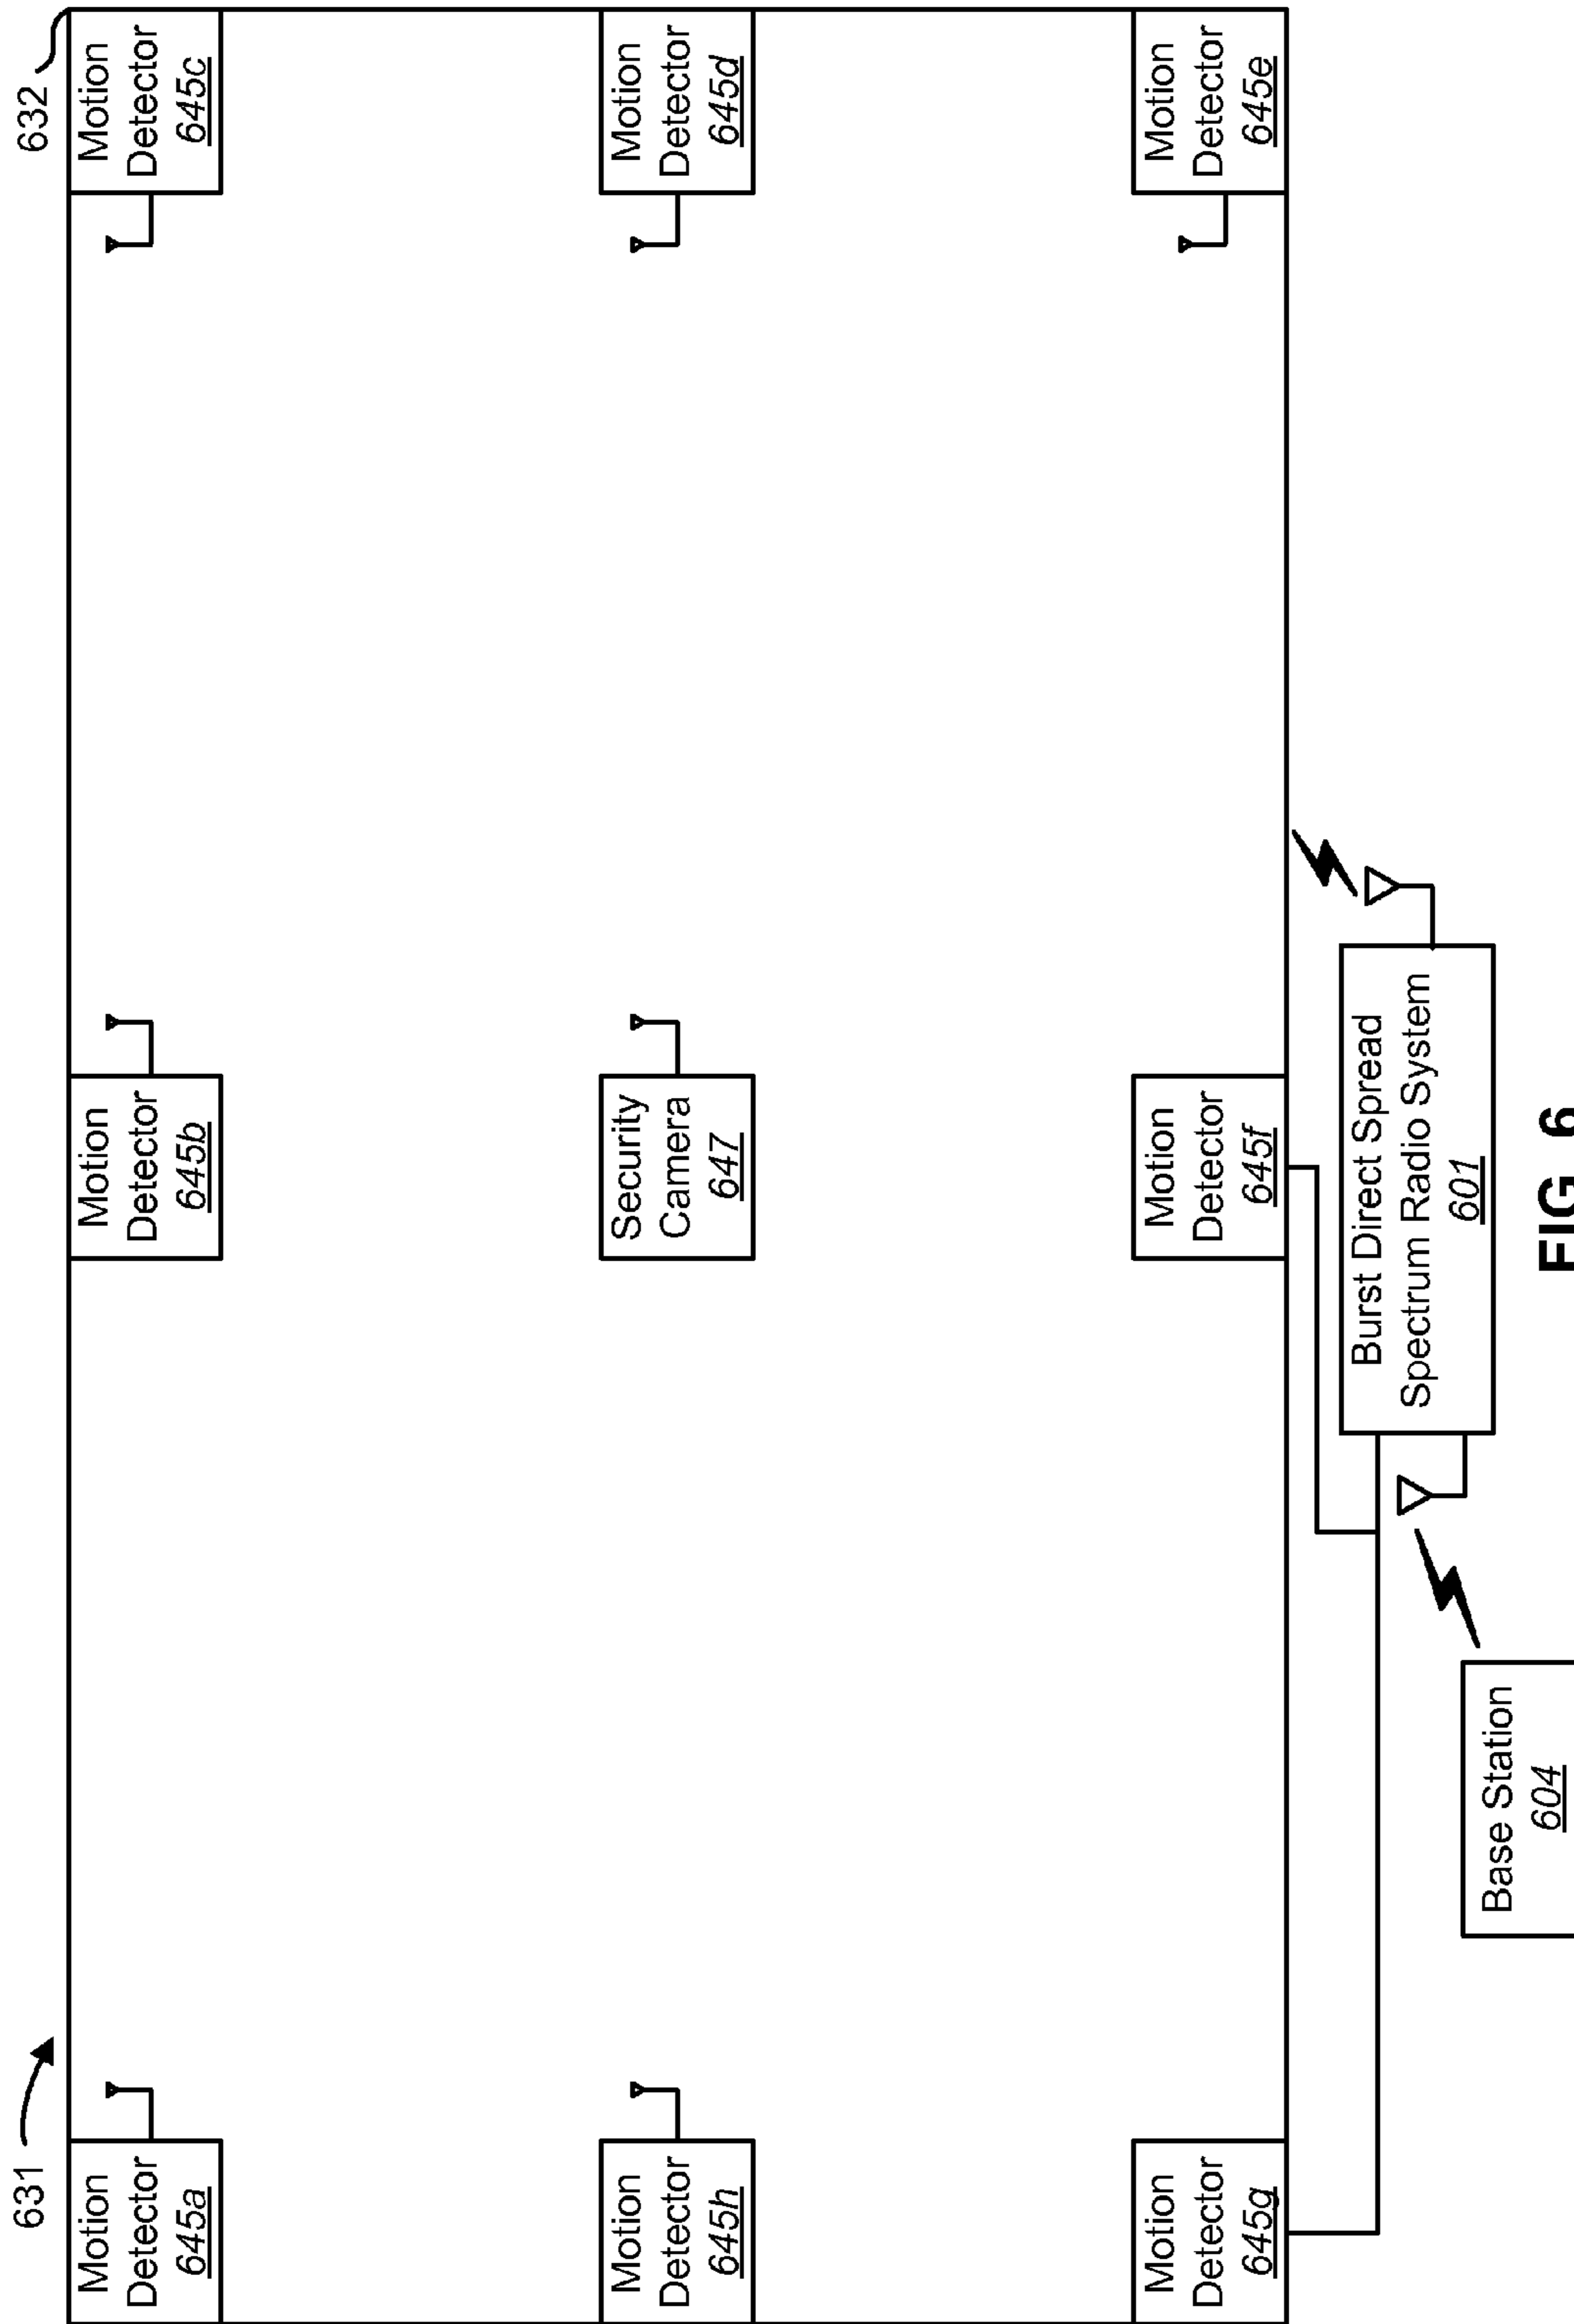 631
632
Motion
Detector
645a
Motion
Detector
645b
Motion
Detector
645c
Motion
Detector
645h
Security
Camera
647
Motion
Detector
645d
Motion
Detector
645g
Motion
Detector
645f
Motion
Detector
645e
Burst Direct Spread
Spectrum Radio System
601
Base Station
604
FIG. 6